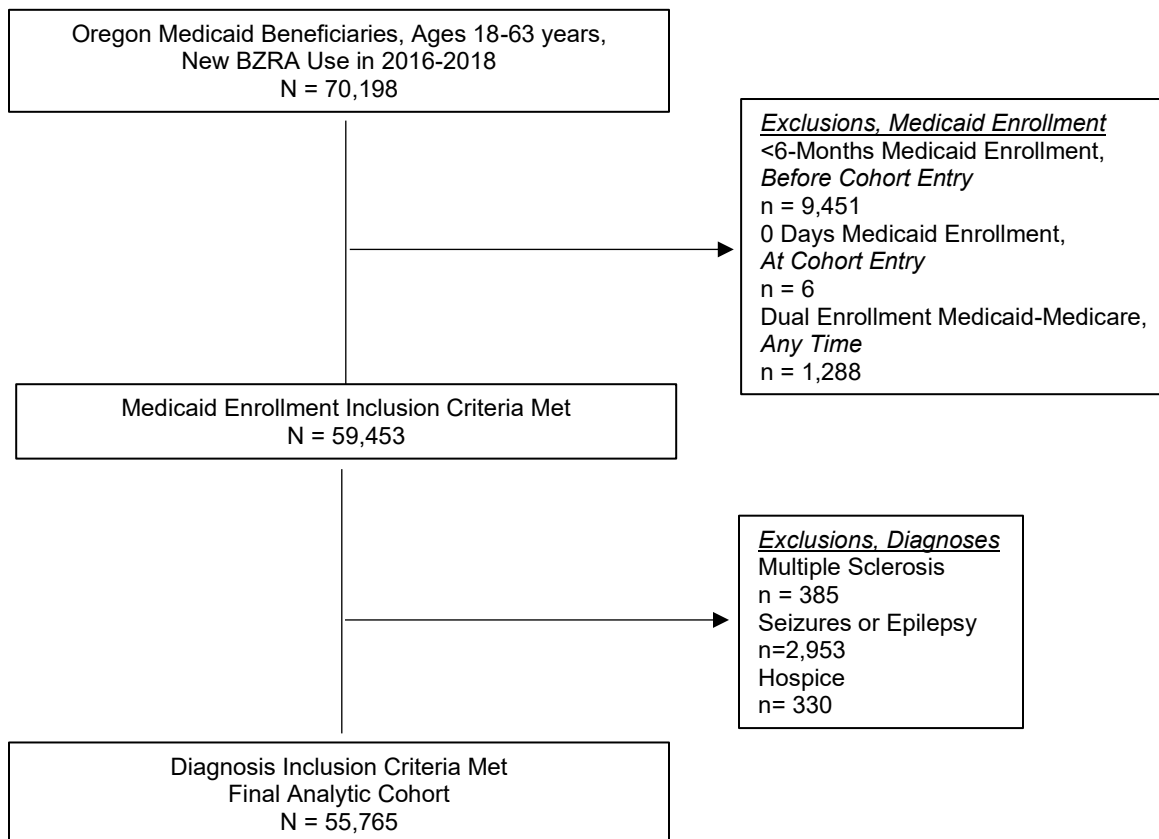 Oregon Medicaid Beneficiaries, Ages 18-63 years,
New BZRA Use in 2016-2018
N = 70,198
Exclusions, Medicaid Enrollment
<6-Months Medicaid Enrollment,
Before Cohort Entry
n = 9,451
0 Days Medicaid Enrollment,
At Cohort Entry
n = 6
Dual Enrollment Medicaid-Medicare,
Any Time
n = 1,288
Medicaid Enrollment Inclusion Criteria Met
N = 59,453
Exclusions, Diagnoses
Multiple Sclerosis
n = 385
Seizures or Epilepsy
n=2,953
Hospice
n= 330
Diagnosis Inclusion Criteria Met
Final Analytic Cohort
N = 55,765